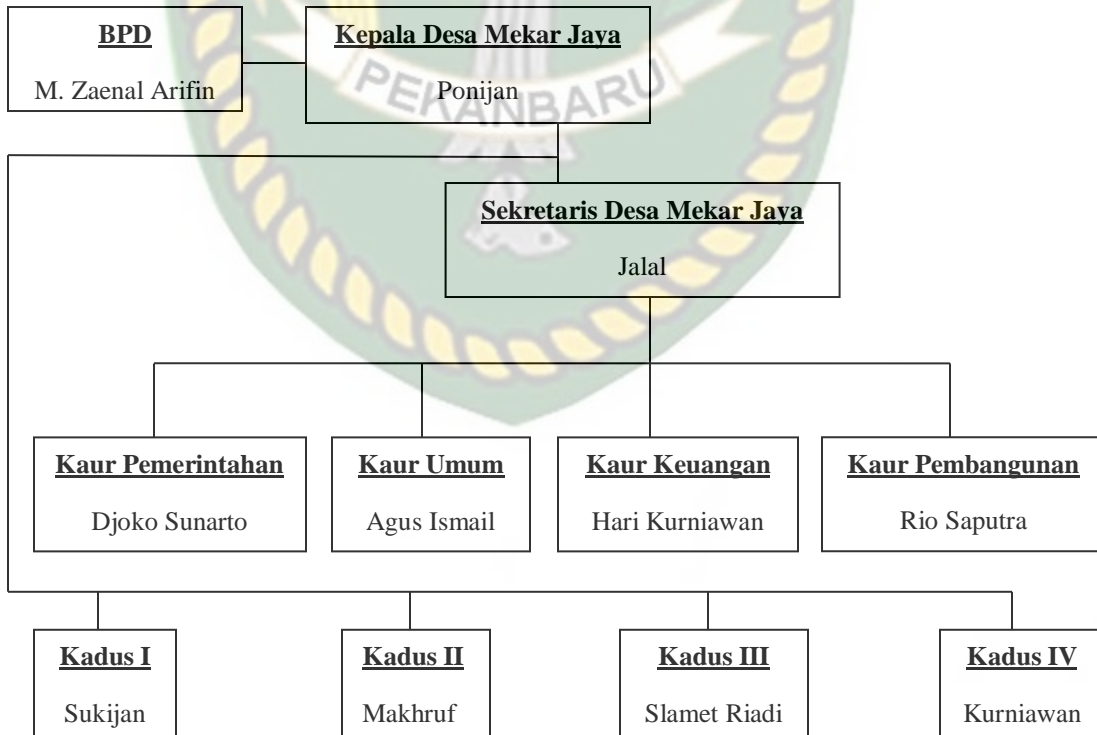 BPD
M. Zaenal Arifin
Kepala Desa Mekar Jaya
Ponijan
PEKANBARU
Sekretaris Desa Mekar Jaya
Jalal
Kaur Pemerintahan
Djoko Sunarto
Kaur Umum
Agus Ismail
Kaur Keuangan
Hari Kurniawan
Kaur Pembangunan
Rio Saputra
Kadus I
Sukijan
Kadus II
Makhruf
Kadus III
Slamet Riadi
Kadus IV
Kurniawan